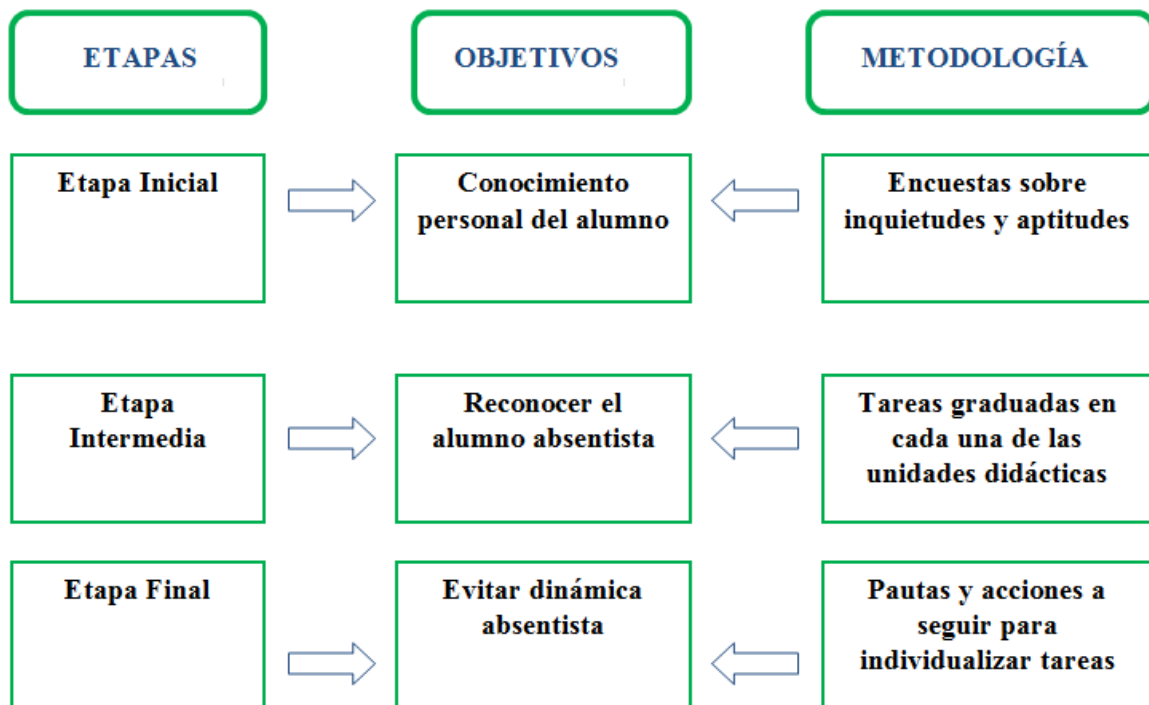 ETAPAS
OBJETIVOS
METODOLOGÍA
Etapa Inicial
Conocimiento
personal del alumno
Encuestas sobre
inquietudes y aptitudes
Etapa
Intermedia
Reconocer el
alumno absentista
Tareas graduadas en
cada una de las
unidades didácticas
Etapa Final
Evitar dinámica
absentista
Pautas y acciones a
seguir para
individualizar tareas